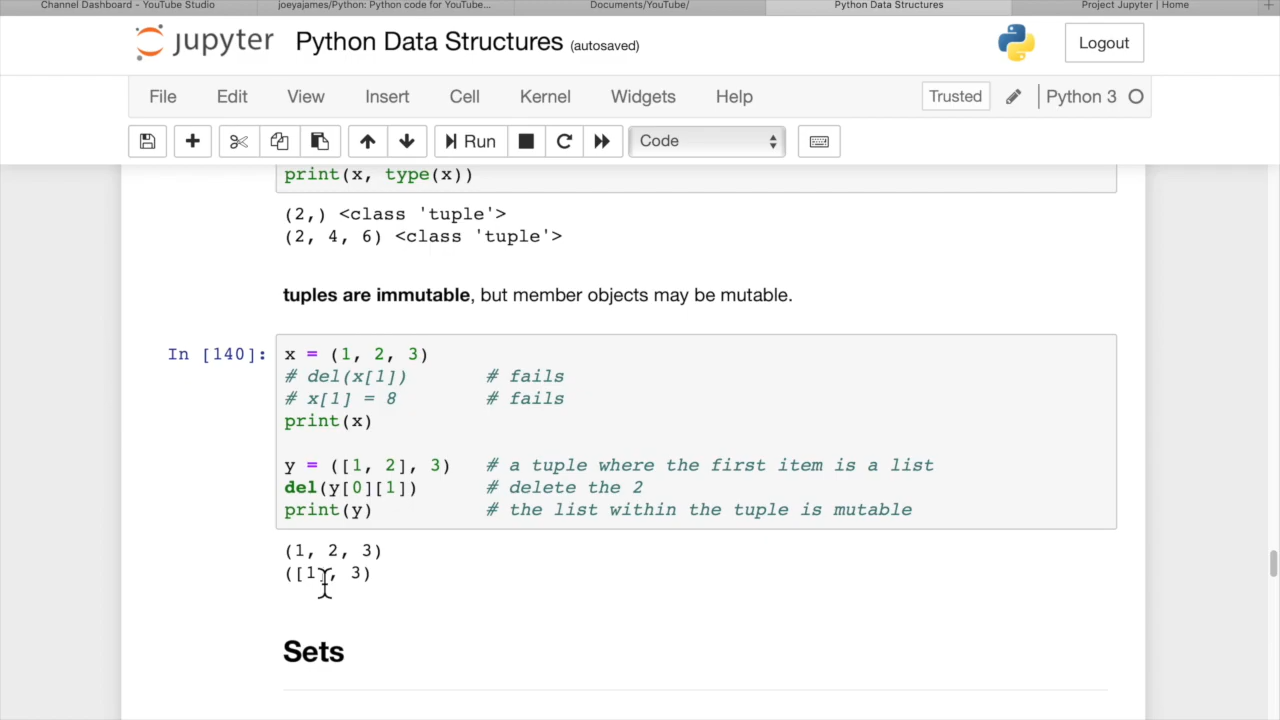 Channel Dashboard - YouTube Studio
joeyajames/Python: Python code for YouTube...
Documents/YouTube/
Python Data Structures
Project Jupyter | Home
jupyter Python Data Structures (autosaved)
Logout
File Edit View Insert Cell Kernel Widgets Help
Trusted Python 3
Run Code
print(x, type(x))
(2,) <class 'tuple'>
(2, 4, 6) <class 'tuple'>
tuples are immutable, but member objects may be mutable.
In [140]: x = (1, 2, 3)
# del(x[1]) # fails
# x[1] = 8 # fails
print(x)
y = ([1, 2], 3) # a tuple where the first item is a list
del(y[0][1]) # delete the 2
print(y) # the list within the tuple is mutable
(1, 2, 3)
([1], 3)
Sets